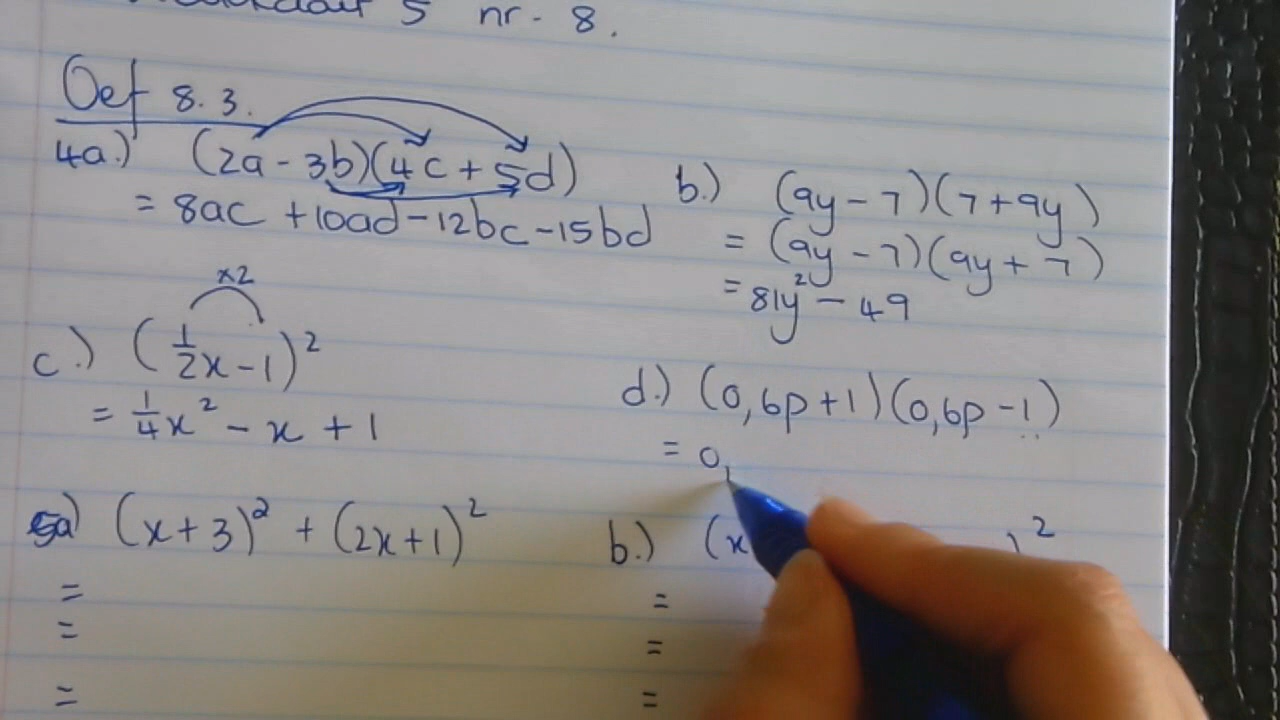 5 nr. 8.
Oef 8.3.
4a.) (2a - 3b)(4c + 5d)
= 8ac + 10ad - 12bc - 15bd
b.) (9y - 7)(7 + 9y)
= (9y - 7)(9y + 7)
= 81y² - 49
×2
c.) (½x - 1)²
= ¼x² - x + 1
d.) (0,6p + 1)(0,6p - 1)
= 0,
5a) (x + 3)² + (2x + 1)²
=
=
=
b.) (x )²
=
=
=